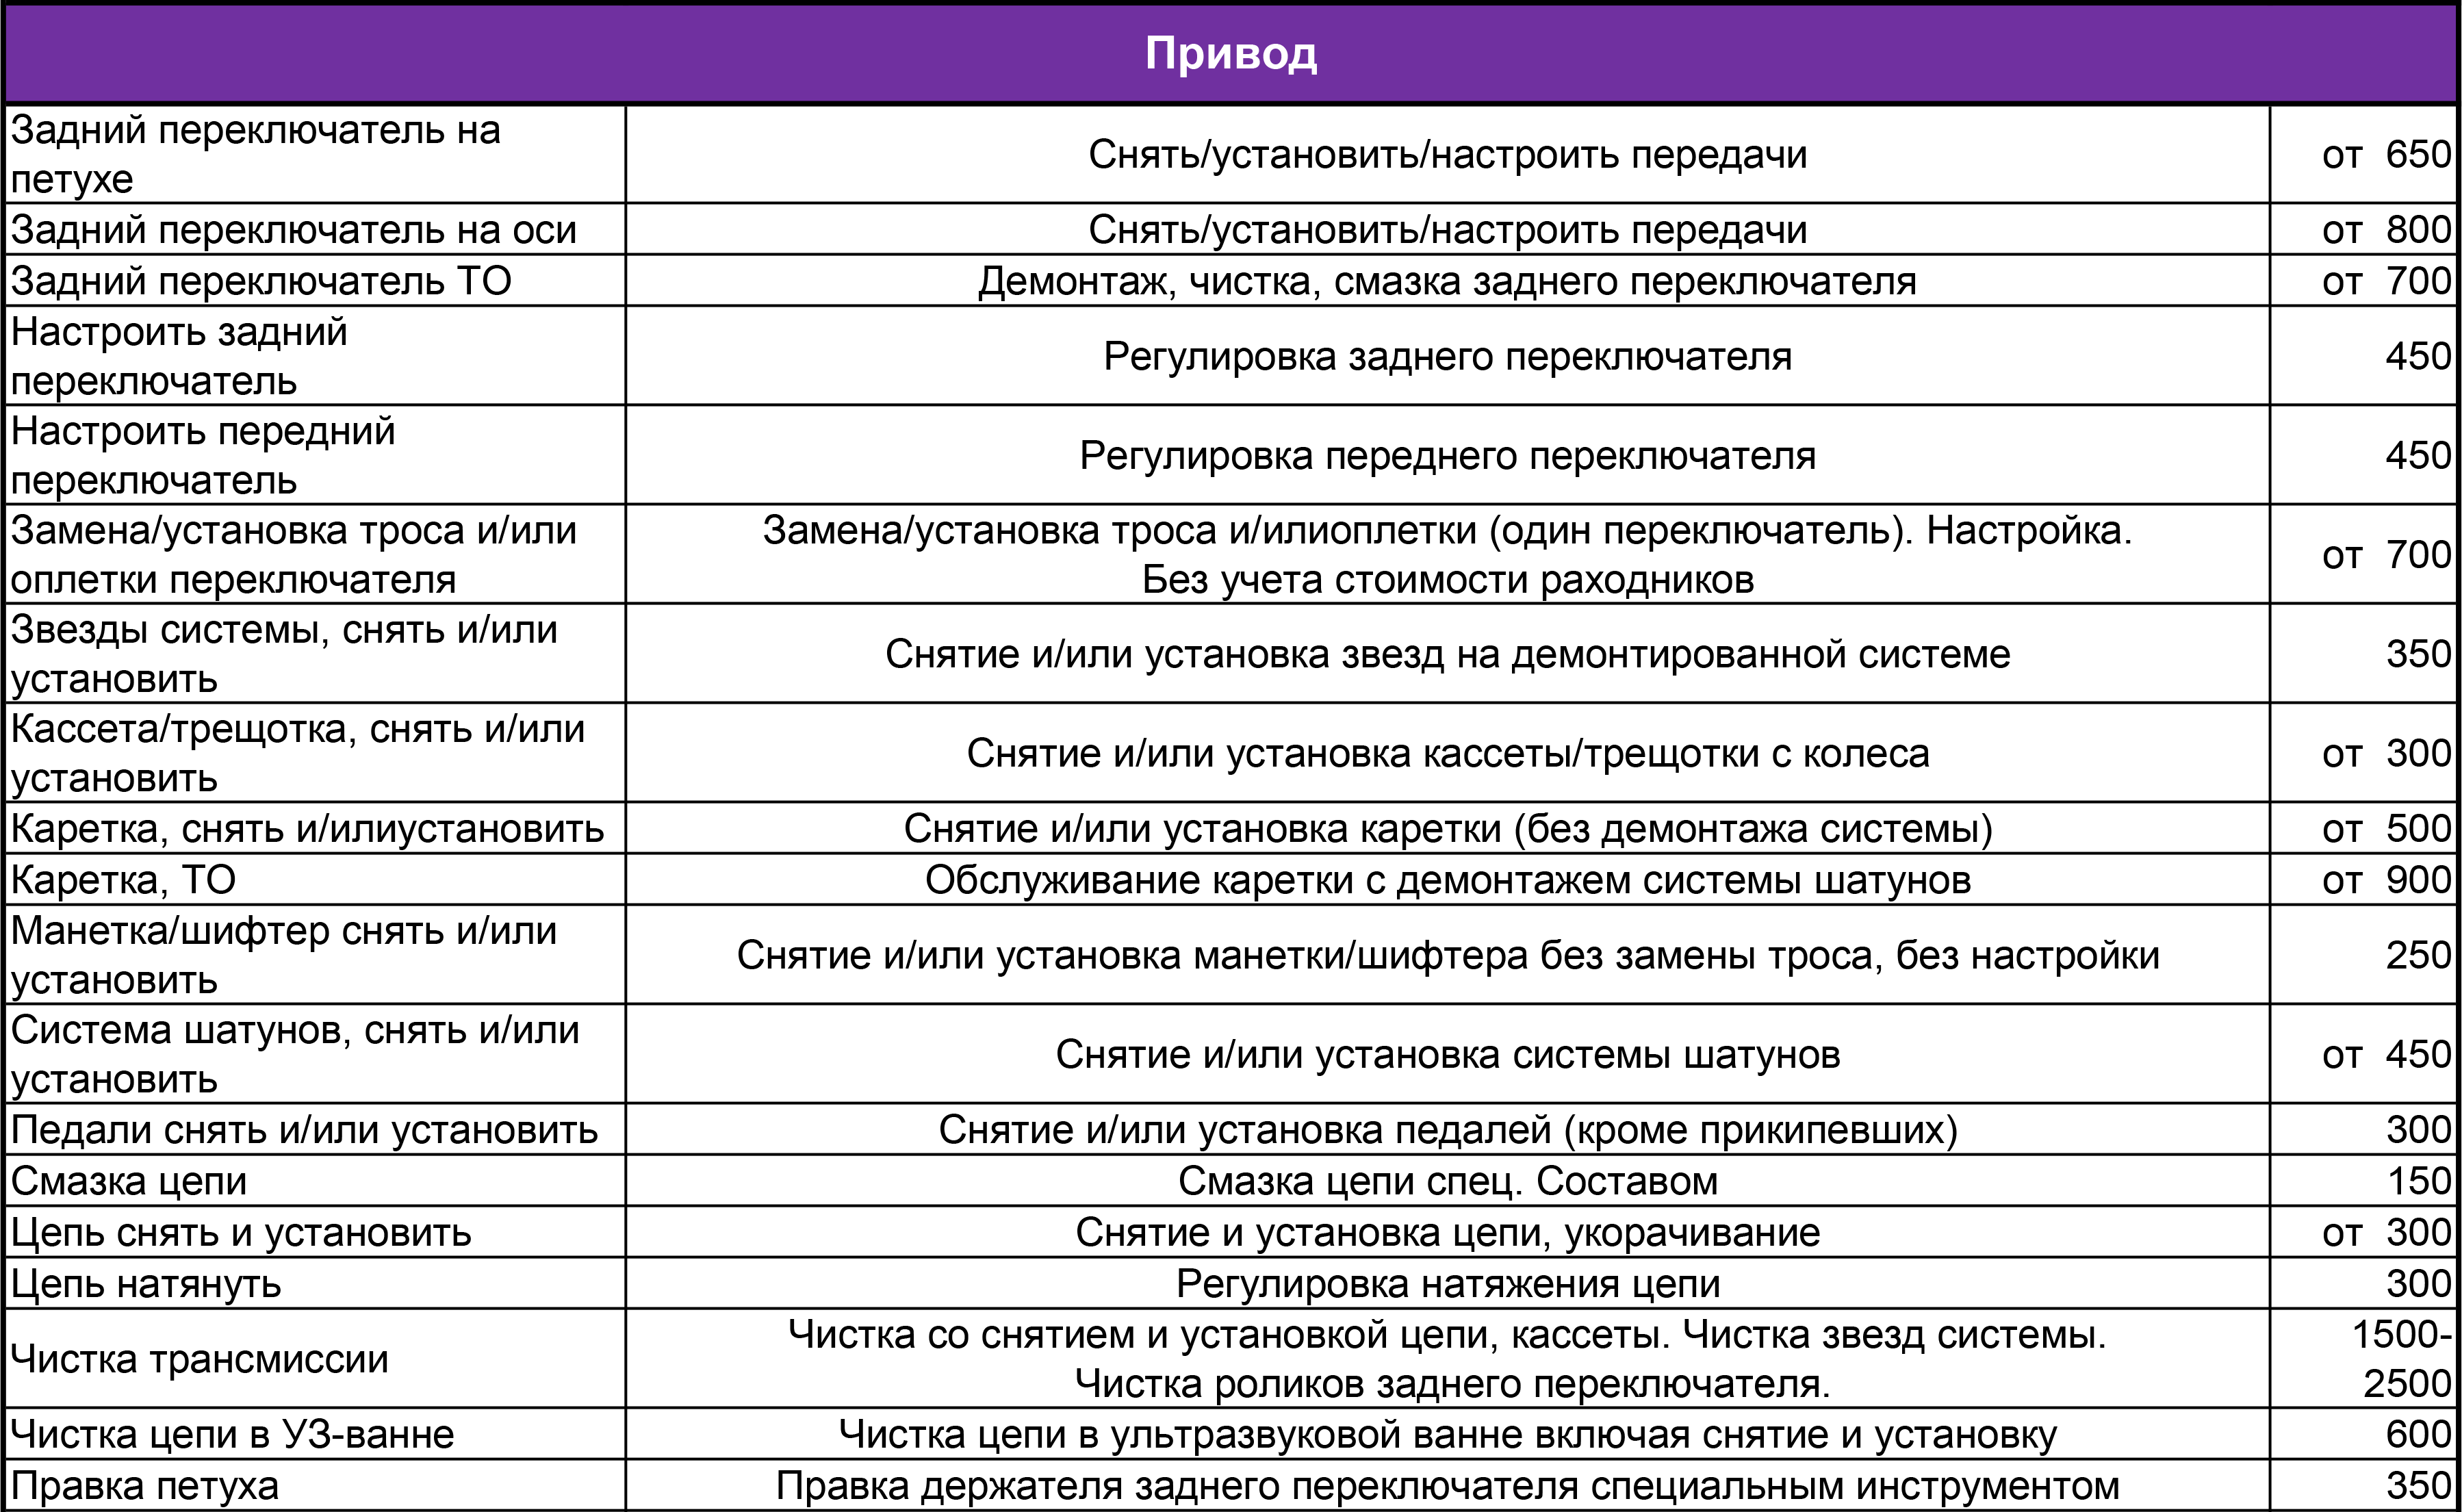 Привод
Задний переключатель на
петухе
Снять/установить/настроить передачи
от 650
Задний переключатель на оси
Снять/установить/настроить передачи
от 800
Задний переключатель ТО
Демонтаж, чистка, смазка заднего переключателя
от 700
Настроить задний
переключатель
Регулировка заднего переключателя
450
Настроить передний
переключатель
Регулировка переднего переключателя
450
Замена/установка троса и/или
оплетки переключателя
Замена/установка троса и/илиоплетки (один переключатель). Настройка.
Без учета стоимости раходников
от 700
Звезды системы, снять и/или
установить
Снятие и/или установка звезд на демонтированной системе
350
Кассета/трещотка, снять и/или
установить
Снятие и/или установка кассеты/трещотки с колеса
от 300
Каретка, снять и/илиустановить
Снятие и/или установка каретки (без демонтажа системы)
от 500
Каретка, ТО
Обслуживание каретки с демонтажем системы шатунов
от 900
Манетка/шифтер снять и/или
установить
Снятие и/или установка манетки/шифтера без замены троса, без настройки
250
Система шатунов, снять и/или
установить
Снятие и/или установка системы шатунов
от 450
Педали снять и/или установить
Снятие и/или установка педалей (кроме прикипевших)
300
Смазка цепи
Смазка цепи спец. Составом
150
Цепь снять и установить
Снятие и установка цепи, укорачивание
от 300
Цепь натянуть
Регулировка натяжения цепи
300
Чистка трансмиссии
Чистка со снятием и установкой цепи, кассеты. Чистка звезд системы.
Чистка роликов заднего переключателя.
1500-
2500
Чистка цепи в УЗ-ванне
Чистка цепи в ультразвуковой ванне включая снятие и установку
600
Правка петуха
Правка держателя заднего переключателя специальным инструментом
350